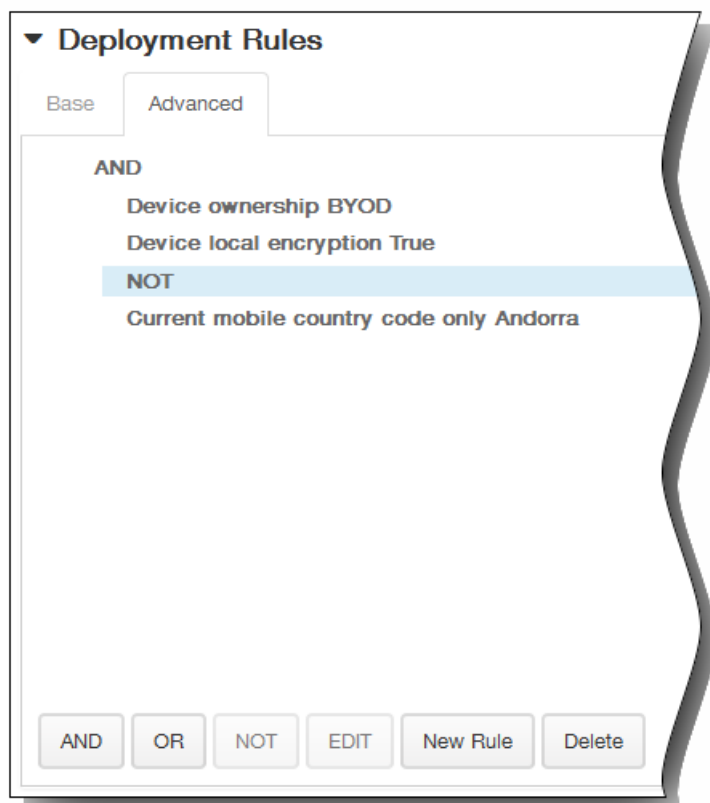 Deployment Rules
Base Advanced
AND
Device ownership BYOD
Device local encryption True
NOT
Current mobile country code only Andorra
AND OR NOT EDIT New Rule Delete